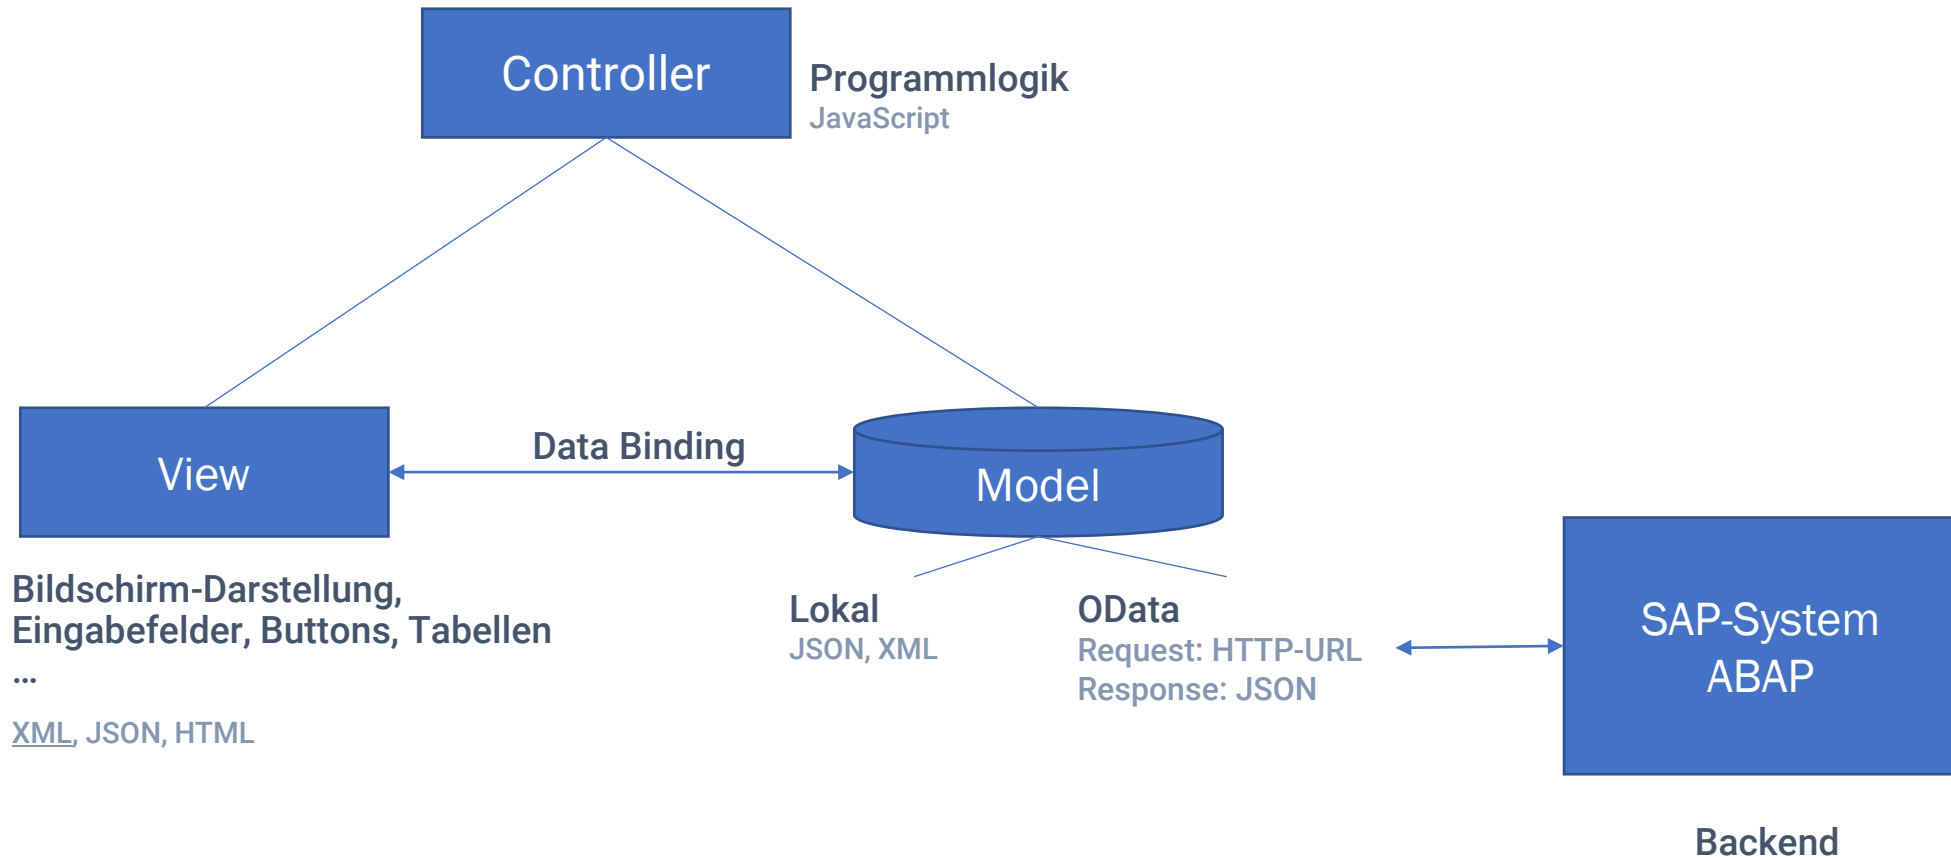 Controller
Programmlogik
JavaScript
View
Data Binding
Model
Bildschirm-Darstellung,
Eingabefelder, Buttons, Tabellen
…
XML, JSON, HTML
Lokal
JSON, XML
OData
Request: HTTP-URL
Response: JSON
SAP-System
ABAP
Backend